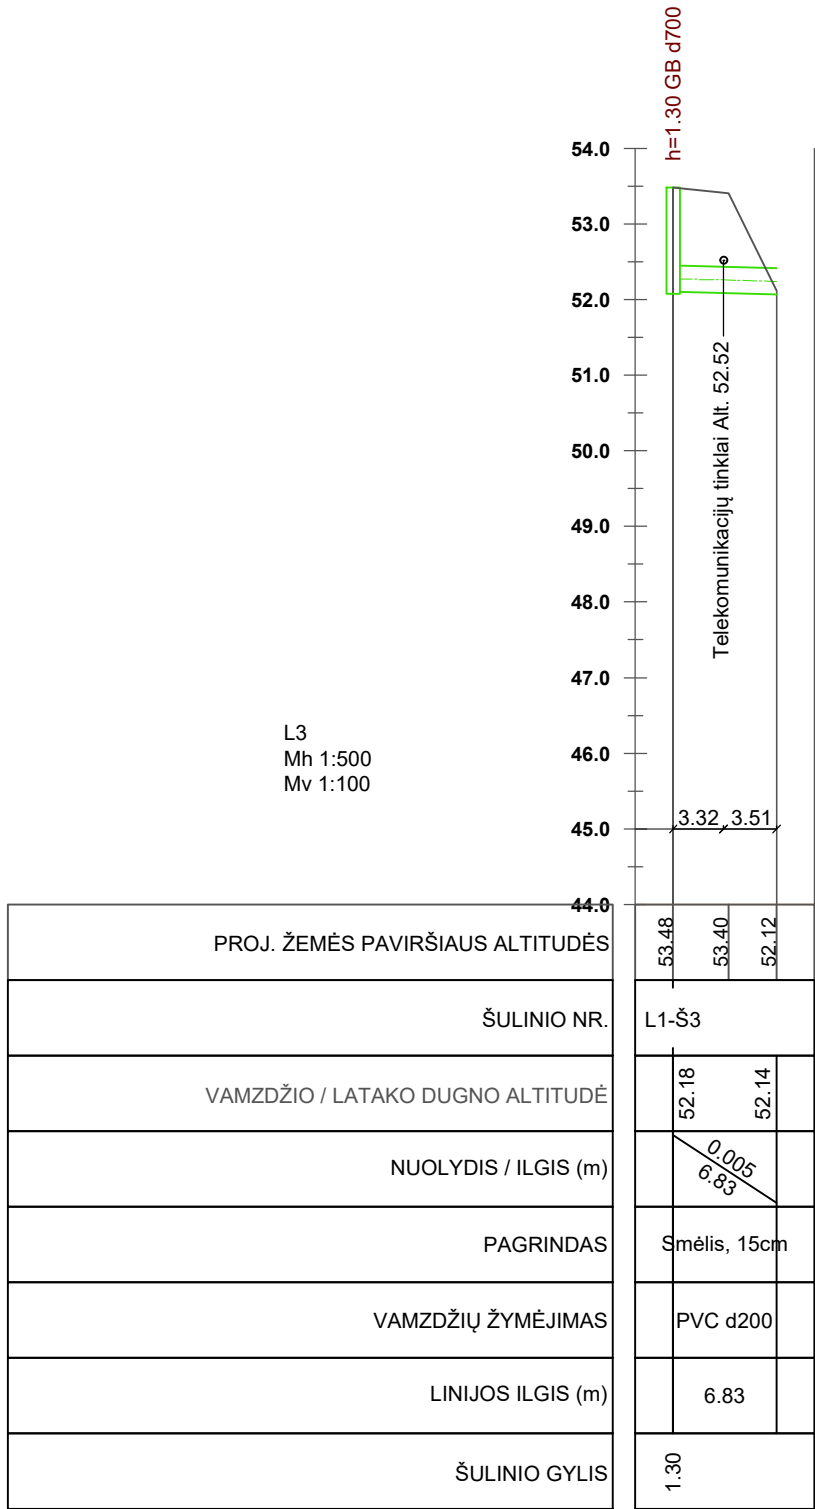 h=1.30 GB d700
54.0
53.0
52.0
51.0
50.0
49.0
48.0
47.0
46.0
45.0
44.0
Telekomunikacijų tinklai Alt. 52.52
L3
Mh 1:500
Mv 1:100
3.32 3.51
PROJ. ŽEMĖS PAVIRŠIAUS ALTITUDĖS 53.48 53.40 52.12
ŠULINIO NR. L1-Š3
VAMZDŽIO / LATAKO DUGNO ALTITUDĖ 52.18 52.14
NUOLYDIS / ILGIS (m) 0.005 6.83
PAGRINDAS Smėlis, 15cm
VAMZDŽIŲ ŽYMĖJIMAS PVC d200
LINIJOS ILGIS (m) 6.83
ŠULINIO GYLIS 1.30